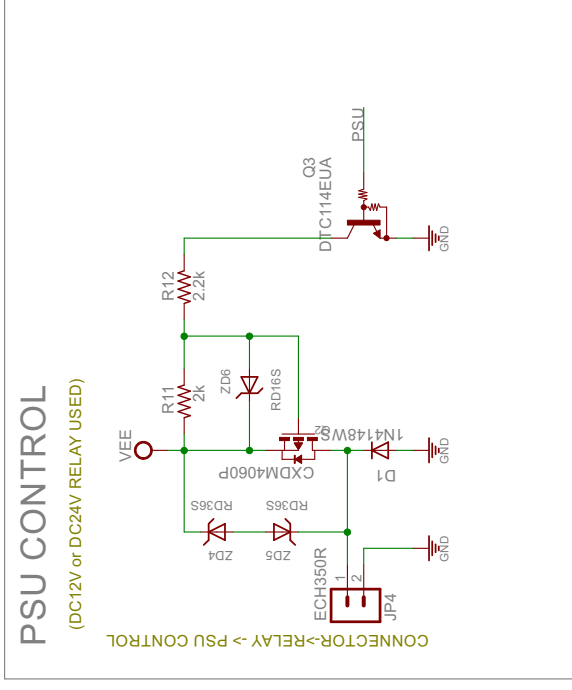 PSU CONTROL
(DC12V or DC24V RELAY USED)
VEE
R11
2k
R12
2.2k
ZD6
RD16S
Q3
DTC114EUA
PSU
GND
Q2
CXDM4060P
1N4148WS
D1
GND
RD36S
ZD4
RD36S
ZD5
ECH350R
1
2
JP4
GND
CONNECTOR->RELAY -> PSU CONTROL